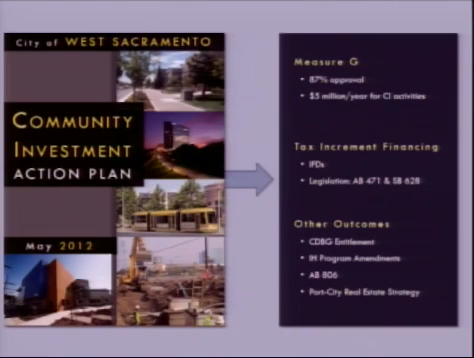 City of WEST SACRAMENTO
COMMUNITY
INVESTMENT
ACTION PLAN
May 2012
Measure G
• 87% approval
• $5 million/year for CI activities
Tax Increment Financing
• IFDs
• Legislation: AB 471 & SB 628
Other Outcomes
• CDBG Entitlement
• IH Program Amendments
• AB 806
• Port-City Real Estate Strategy